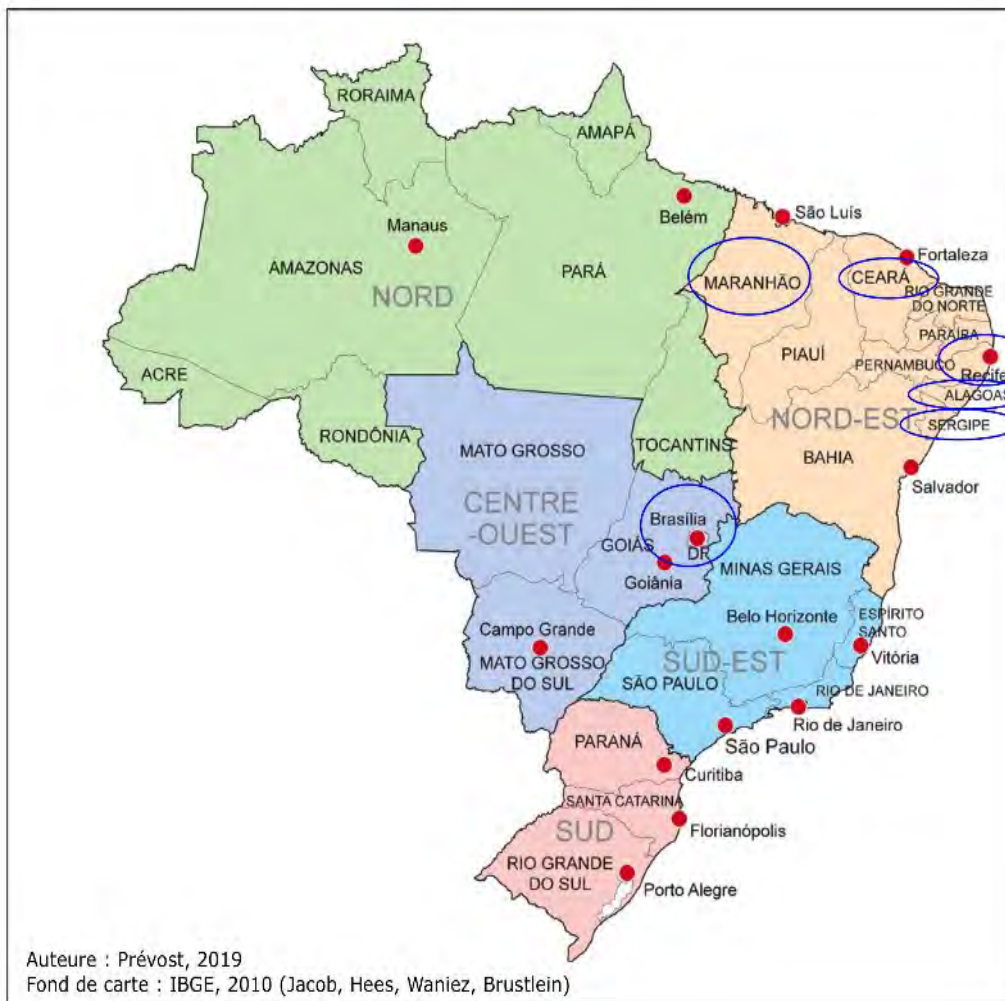 RORAIMA
AMAPÁ
Belém
São Luís
Manaus
AMAZONAS
NORD
PARÁ
MARANHÃO
CEARÁ
Fortaleza
RIO GRANDE
DO NORTE
PARAÍBA
PIAUÍ
PERNAMBUCO
Recife
ALAGOAS
ACRE
RONDÔNIA
TOCANTINS
NORD-EST
SERGIPE
MATO GROSSO
BAHIA
Salvador
CENTRE
-OUEST
Brasília
GOIÁS
DR
Goiânia
MINAS GERAIS
Belo Horizonte
ESPÍRITO
SANTO
Vitória
Campo Grande
MATO GROSSO
DO SUL
SUD-EST
SÃO PAULO
RIO DE JANEIRO
Rio de Janeiro
São Paulo
PARANÁ
Curitiba
SANTA CATARINA
SUD
Florianópolis
RIO GRANDE
DO SUL
Porto Alegre
Auteure : Prévost, 2019
Fond de carte : IBGE, 2010 (Jacob, Hees, Waniez, Brustlein)